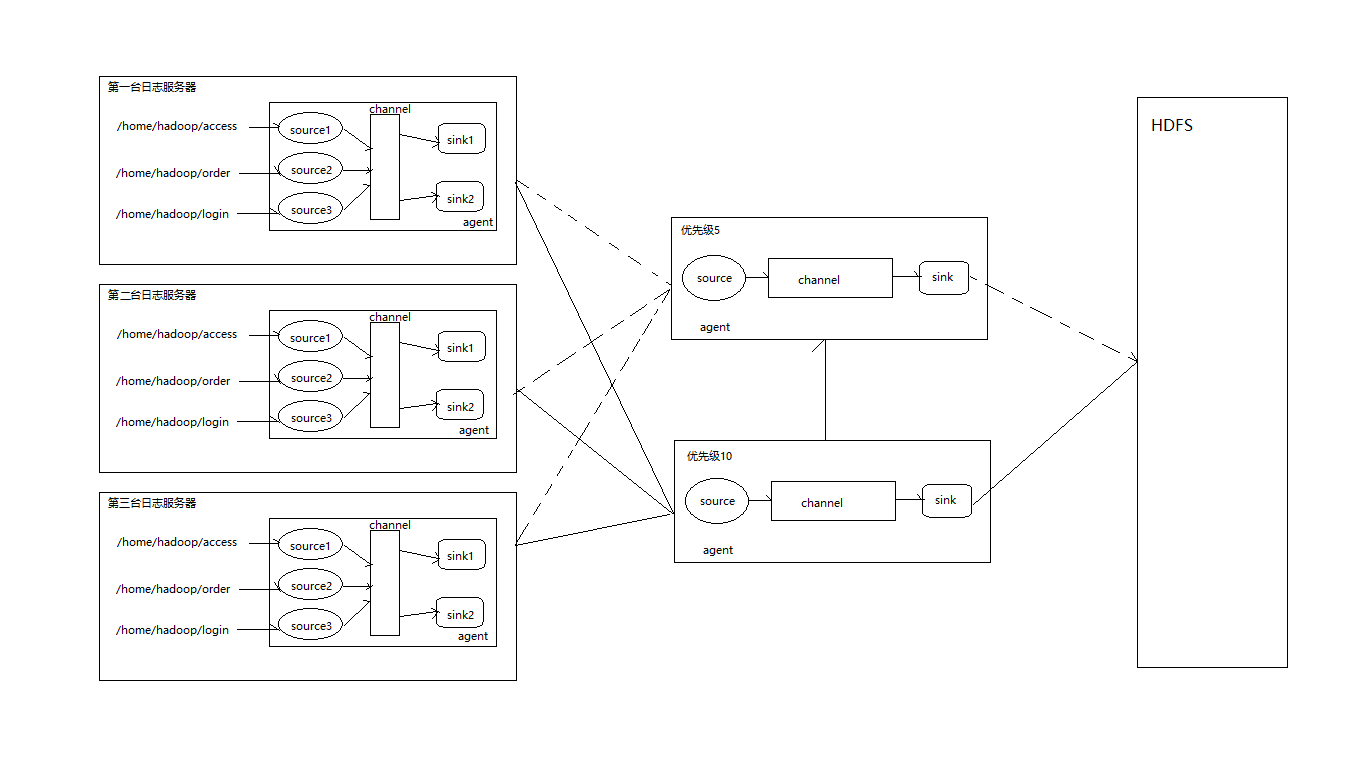 第一台日志服务器
channel
/home/hadoop/access
source1
sink1
/home/hadoop/order
source2
sink2
/home/hadoop/login
source3
agent
第二台日志服务器
channel
/home/hadoop/access
source1
sink1
/home/hadoop/order
source2
sink2
/home/hadoop/login
source3
agent
第三台日志服务器
channel
/home/hadoop/access
source1
sink1
/home/hadoop/order
source2
sink2
/home/hadoop/login
source3
agent
优先级5
source
channel
sink
agent
优先级10
source
channel
sink
agent
HDFS